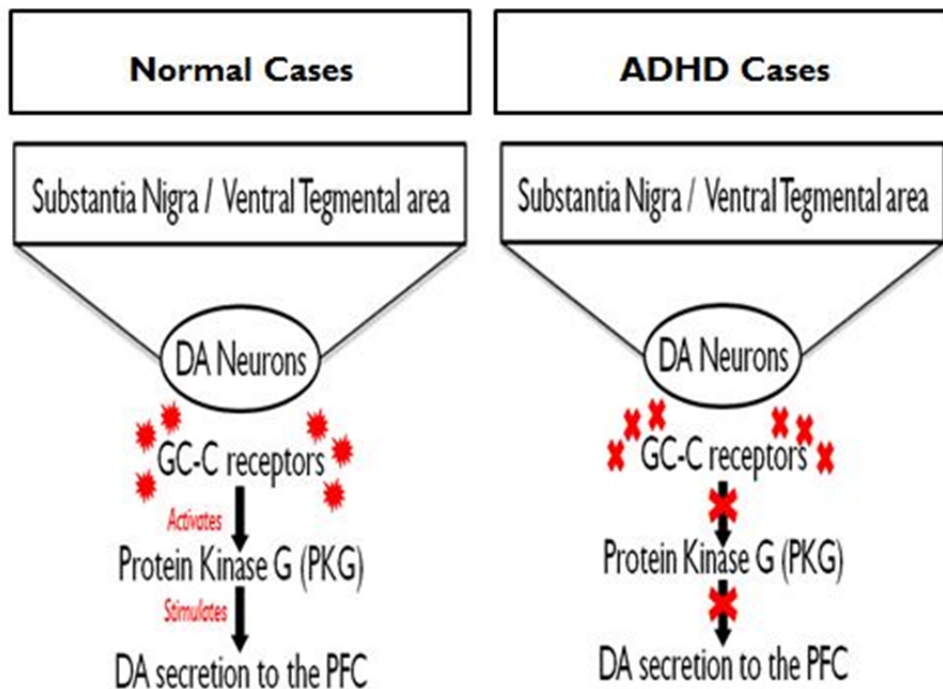 Normal Cases
Substantia Nigra / Ventral Tegmental area
DA Neurons
GC-C receptors
Activates
Protein Kinase G (PKG)
Stimulates
DA secretion to the PFC
ADHD Cases
Substantia Nigra / Ventral Tegmental area
DA Neurons
GC-C receptors
Protein Kinase G (PKG)
DA secretion to the PFC